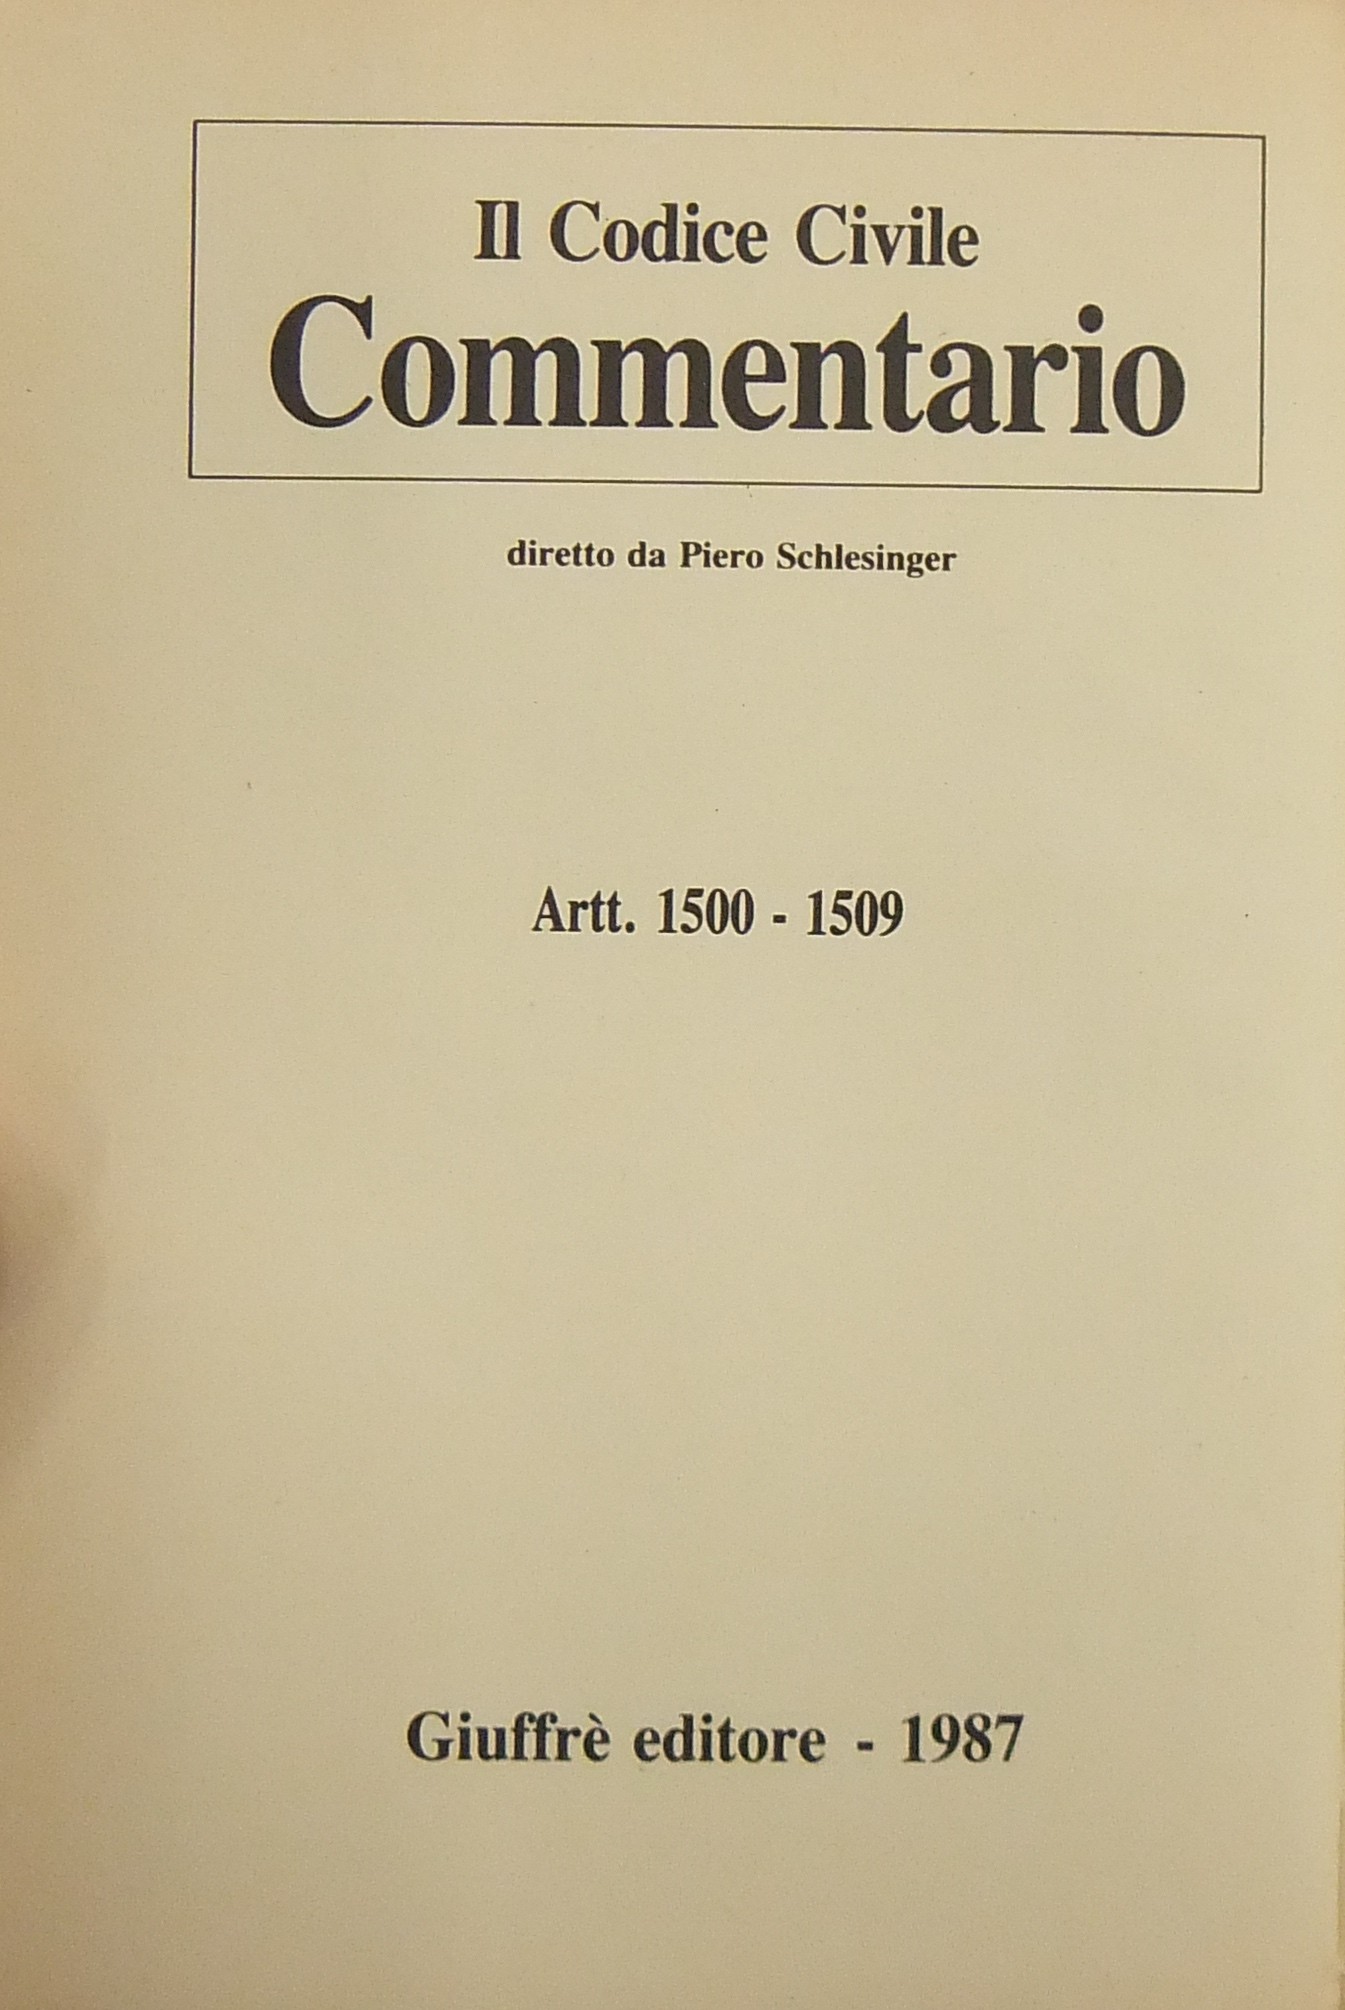 Il Codice Civile
Commentario
diretto da Piero Schlesinger
Artt. 1500 - 1509
Giuffrè editore - 1987